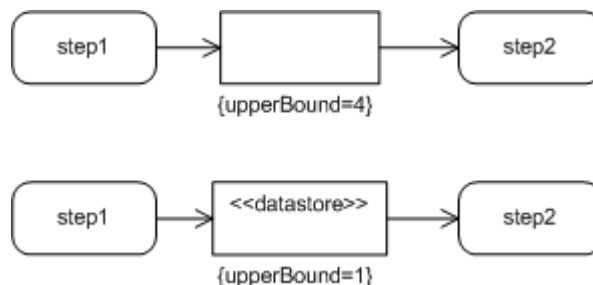 step1
step2
{upperBound=4}
step1
<<datastore>>
step2
{upperBound=1}